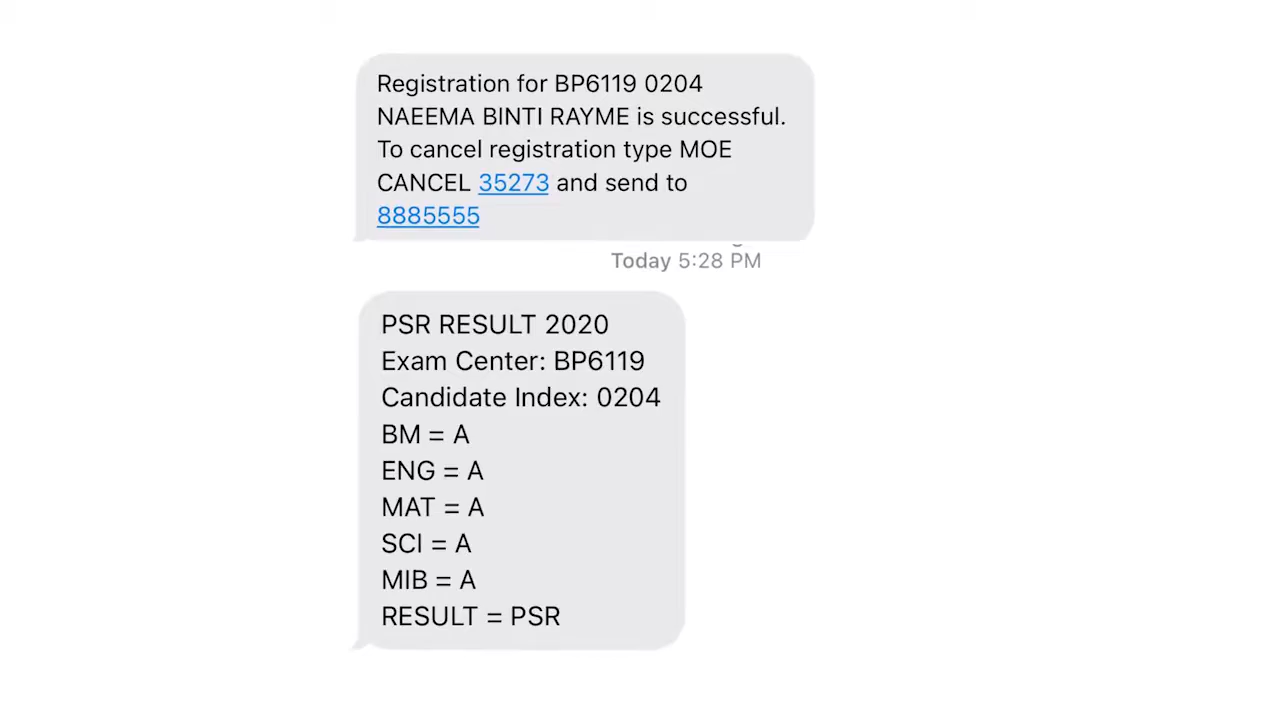 Registration for BP6119 0204
NAEEMA BINTI RAYME is successful.
To cancel registration type MOE
CANCEL 35273 and send to
8885555
Today 5:28 PM
PSR RESULT 2020
Exam Center: BP6119
Candidate Index: 0204
BM = A
ENG = A
MAT = A
SCI = A
MIB = A
RESULT = PSR